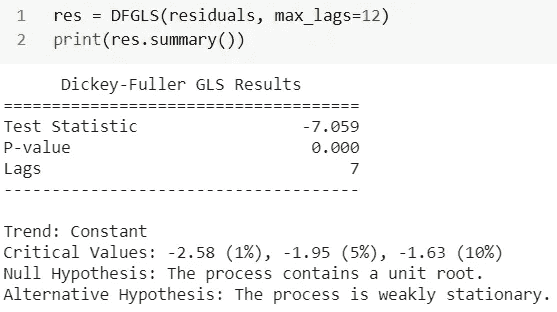 1 res = DFGLS(residuals, max_lags=12)
2 print(res.summary())
Dickey-Fuller GLS Results
=====================================
Test Statistic -7.059
P-value 0.000
Lags 7
-------------------------------------
Trend: Constant
Critical Values: -2.58 (1%), -1.95 (5%), -1.63 (10%)
Null Hypothesis: The process contains a unit root.
Alternative Hypothesis: The process is weakly stationary.